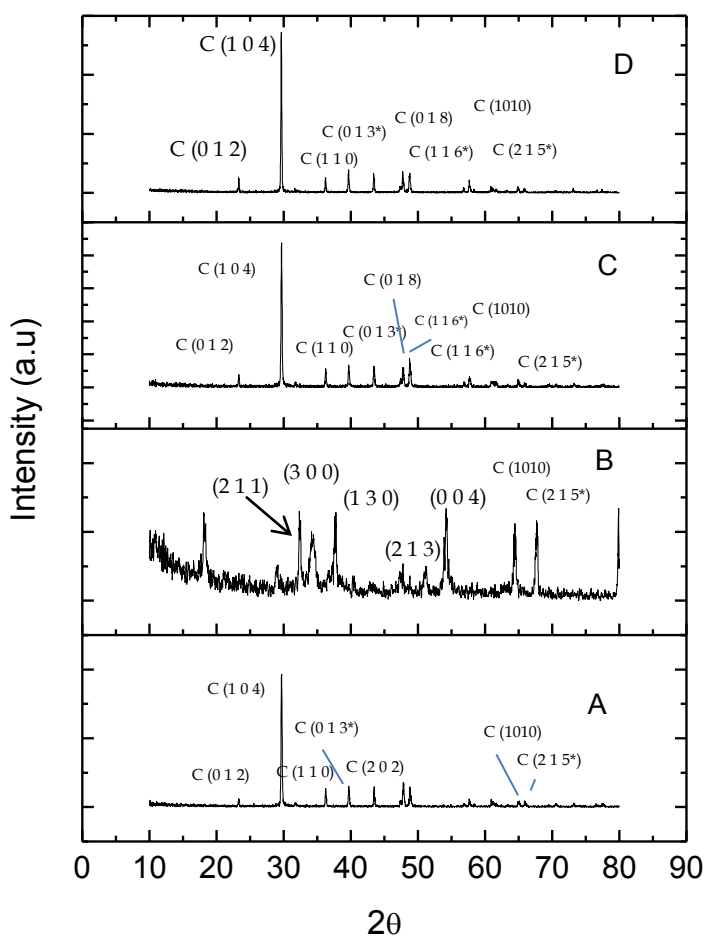 C (1 0 4)
D
C (1010)
C (0 1 8)
C (0 1 3*)
C (0 1 2)
C (1 1 0)
C (1 1 6*)
C (2 1 5*)
C (1 0 4)
C
C (0 1 8)
C (1010)
C (1 1 6*)
C (0 1 3*)
C (0 1 2)
C (1 1 0)
C (1 1 6*)
C (2 1 5*)
Intensity (a.u)
B
C (1010)
(3 0 0)
(2 1 1)
(1 3 0)
(0 0 4)
C (2 1 5*)
(2 1 3)
C (1 0 4)
A
C (0 1 3*)
C (1010)
C (2 1 5*)
C (0 1 2)
C (1 1 0)
C (2 0 2)
0 10 20 30 40 50 60 70 80 90
2θ